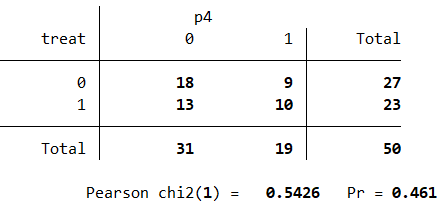 p4
treat 0 1 Total
0 18 9 27
1 13 10 23
Total 31 19 50
Pearson chi2(1) = 0.5426 Pr = 0.461